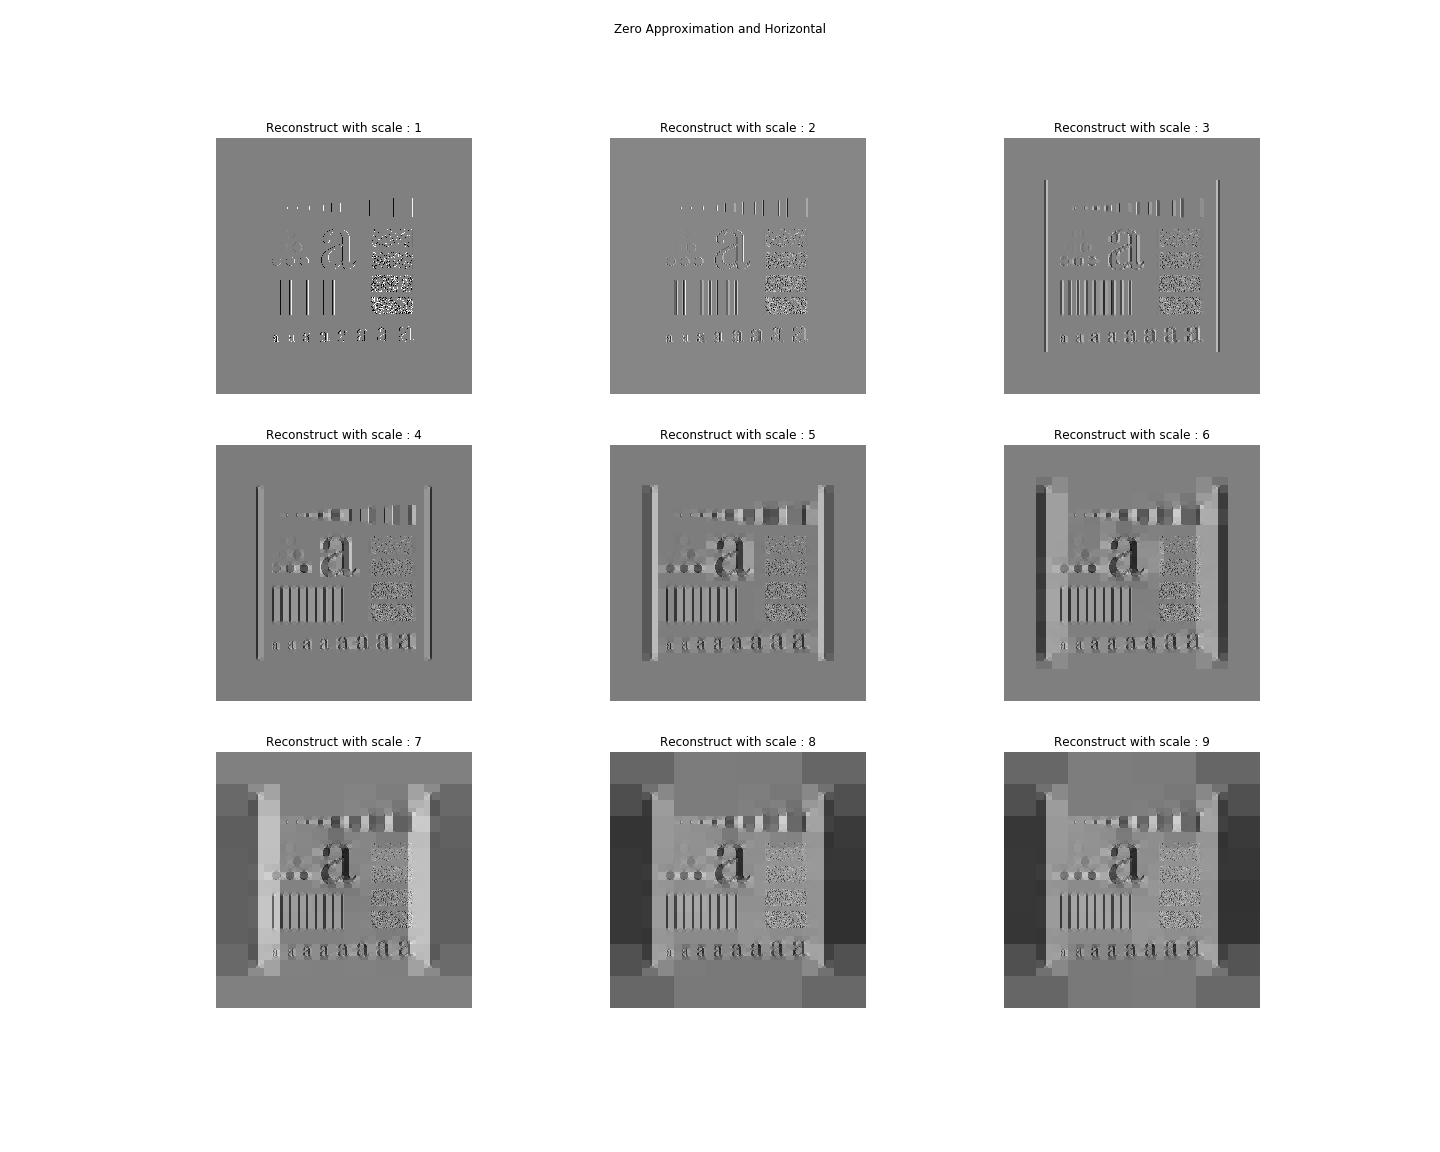 Zero Approximation and Horizontal
Reconstruct with scale : 1
Reconstruct with scale : 2
Reconstruct with scale : 3
a
a a a a a a a a
a
a a a a a a a a
a
a a a a a a a a
Reconstruct with scale : 4
Reconstruct with scale : 5
Reconstruct with scale : 6
a
a a a a a a a a
a
a a a a a a a a
a
a a a a a a a a
Reconstruct with scale : 7
Reconstruct with scale : 8
Reconstruct with scale : 9
a
a a a a a a a a
a
a a a a a a a a
a
a a a a a a a a